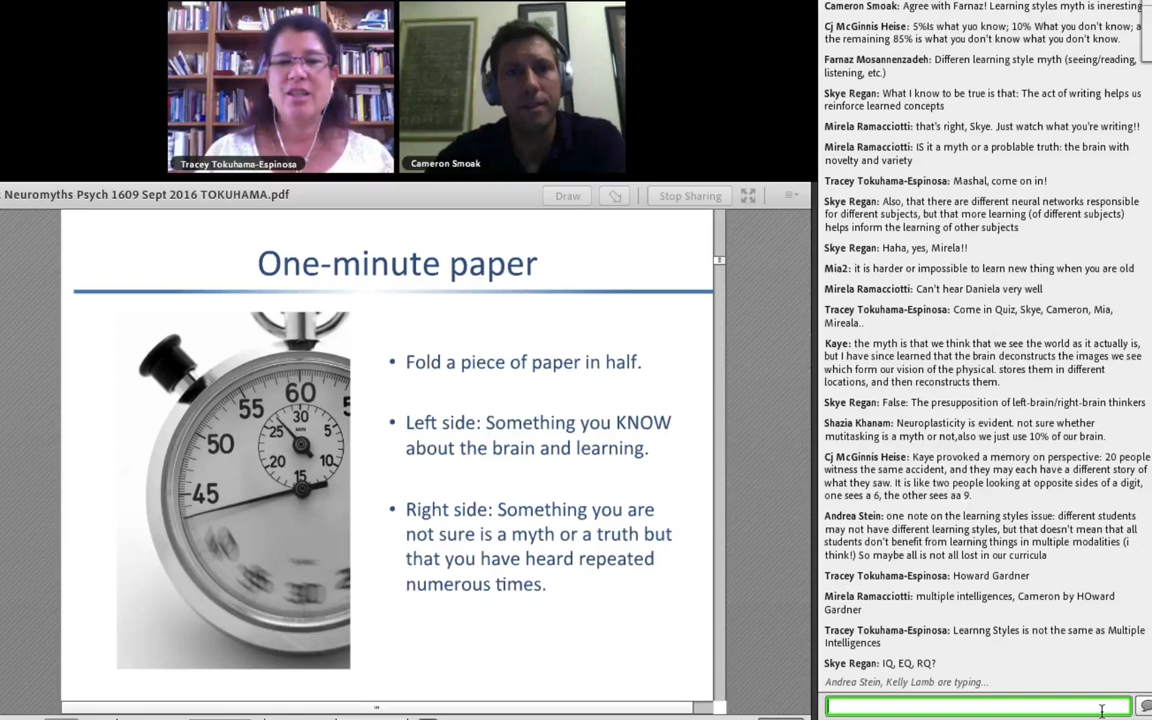 Tracey Tokuhama-Espinosa
Cameron Smoak
Neuromyths Psych 1609 Sept 2016 TOKUHAMA.pdf
Draw
Stop Sharing
One-minute paper
60
55
50
45
30
25
5
MIN
20
10
15
• Fold a piece of paper in half.
• Left side: Something you KNOW
about the brain and learning.
• Right side: Something you are
not sure is a myth or a truth but
that you have heard repeated
numerous times.
Cameron Smoak: Agree with Farnaz! Learning styles myth is ineresting
Cj McGinnis Heise: 5%Is what yuo know; 10% What you don't know; a
the remaining 85% is what you don't know what you don't know.
Farnaz Mosannenzadeh: Differen learning style myth (seeing/reading,
listening, etc.)
Skye Regan: What I know to be true is that: The act of writing helps us
reinforce learned concepts
Mirela Ramacciotti: that's right, Skye. Just watch what you're writing!!
Mirela Ramacciotti: IS it a myth or a problable truth: the brain with
novelty and variety
Tracey Tokuhama-Espinosa: Mashal, come on in!
Skye Regan: Also, that there are different neural networks responsible
for different subjects, but that more learning (of different subjects)
helps inform the learning of other subjects
Skye Regan: Haha, yes, Mirela!!
Mia2: it is harder or impossible to learn new thing when you are old
Mirela Ramacciotti: Can't hear Daniela very well
Tracey Tokuhama-Espinosa: Come in Quiz, Skye, Cameron, Mia,
Mireala..
Kaye: the myth is that we think that we see the world as it actually is,
but I have since learned that the brain deconstructs the images we see
which form our vision of the physical. stores them in different
locations, and then reconstructs them.
Skye Regan: False: The presupposition of left-brain/right-brain thinkers
Shazia Khanam: Neuroplasticity is evident. not sure whether
mutitasking is a myth or not,also we just use 10% of our brain.
Cj McGinnis Heise: Kaye provoked a memory on perspective: 20 people
witness the same accident, and they may each have a different story of
what they saw. It is like two people looking at opposite sides of a digit,
one sees a 6, the other sees aa 9.
Andrea Stein: one note on the learning styles issue: different students
may not have different learning styles, but that doesn't mean that all
students don't benefit from learning things in multiple modalities (i
think!) So maybe all is not all lost in our curricula
Tracey Tokuhama-Espinosa: Howard Gardner
Mirela Ramacciotti: multiple intelligences, Cameron by HOward
Gardner
Tracey Tokuhama-Espinosa: Learnng Styles is not the same as Multiple
Intelligences
Skye Regan: IQ, EQ, RQ?
Andrea Stein, Kelly Lamb are typing...